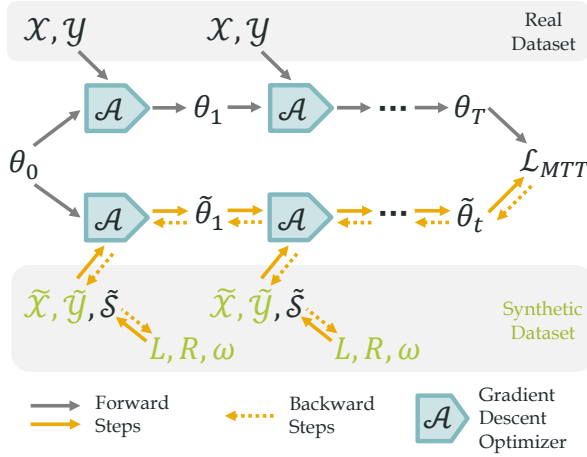 𝒳, 𝒴 𝒳, 𝒴 Real
Dataset
𝒜 θ₁ 𝒜 ⋯ θ_T
θ₀ ℒ_MTT
𝒜 θ̃₁ 𝒜 ⋯ θ̃_t
𝒳̃, 𝒴̃, 𝒮̃ 𝒳̃, 𝒴̃, 𝒮̃ Synthetic
Dataset
L, R, ω L, R, ω
Forward
Steps
Backward
Steps
𝒜
Gradient
Descent
Optimizer